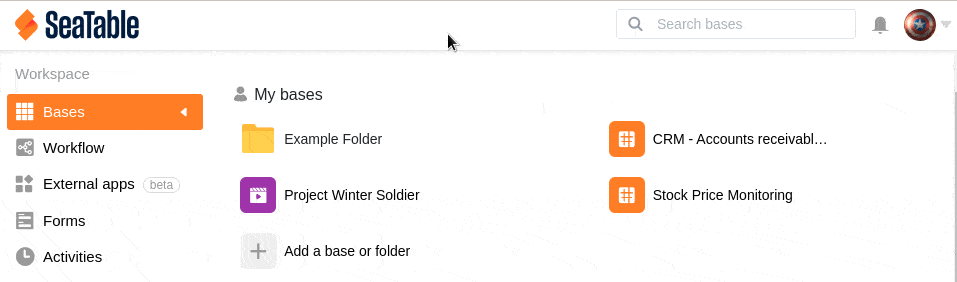 SeaTable
Search bases
Workspace
Bases
Workflow
External apps beta
Forms
Activities
My bases
Example Folder
CRM - Accounts receivabl…
Project Winter Soldier
Stock Price Monitoring
Add a base or folder